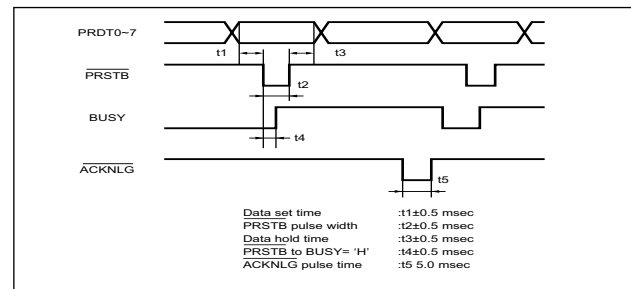 PRDT0~7
t1
t3
PRSTB
t2
BUSY
t4
ACKNLG
t5
Data set time :t1±0.5 msec
PRSTB pulse width :t2±0.5 msec
Data hold time :t3±0.5 msec
PRSTB to BUSY= ‘H’ :t4±0.5 msec
ACKNLG pulse time :t5 5.0 msec